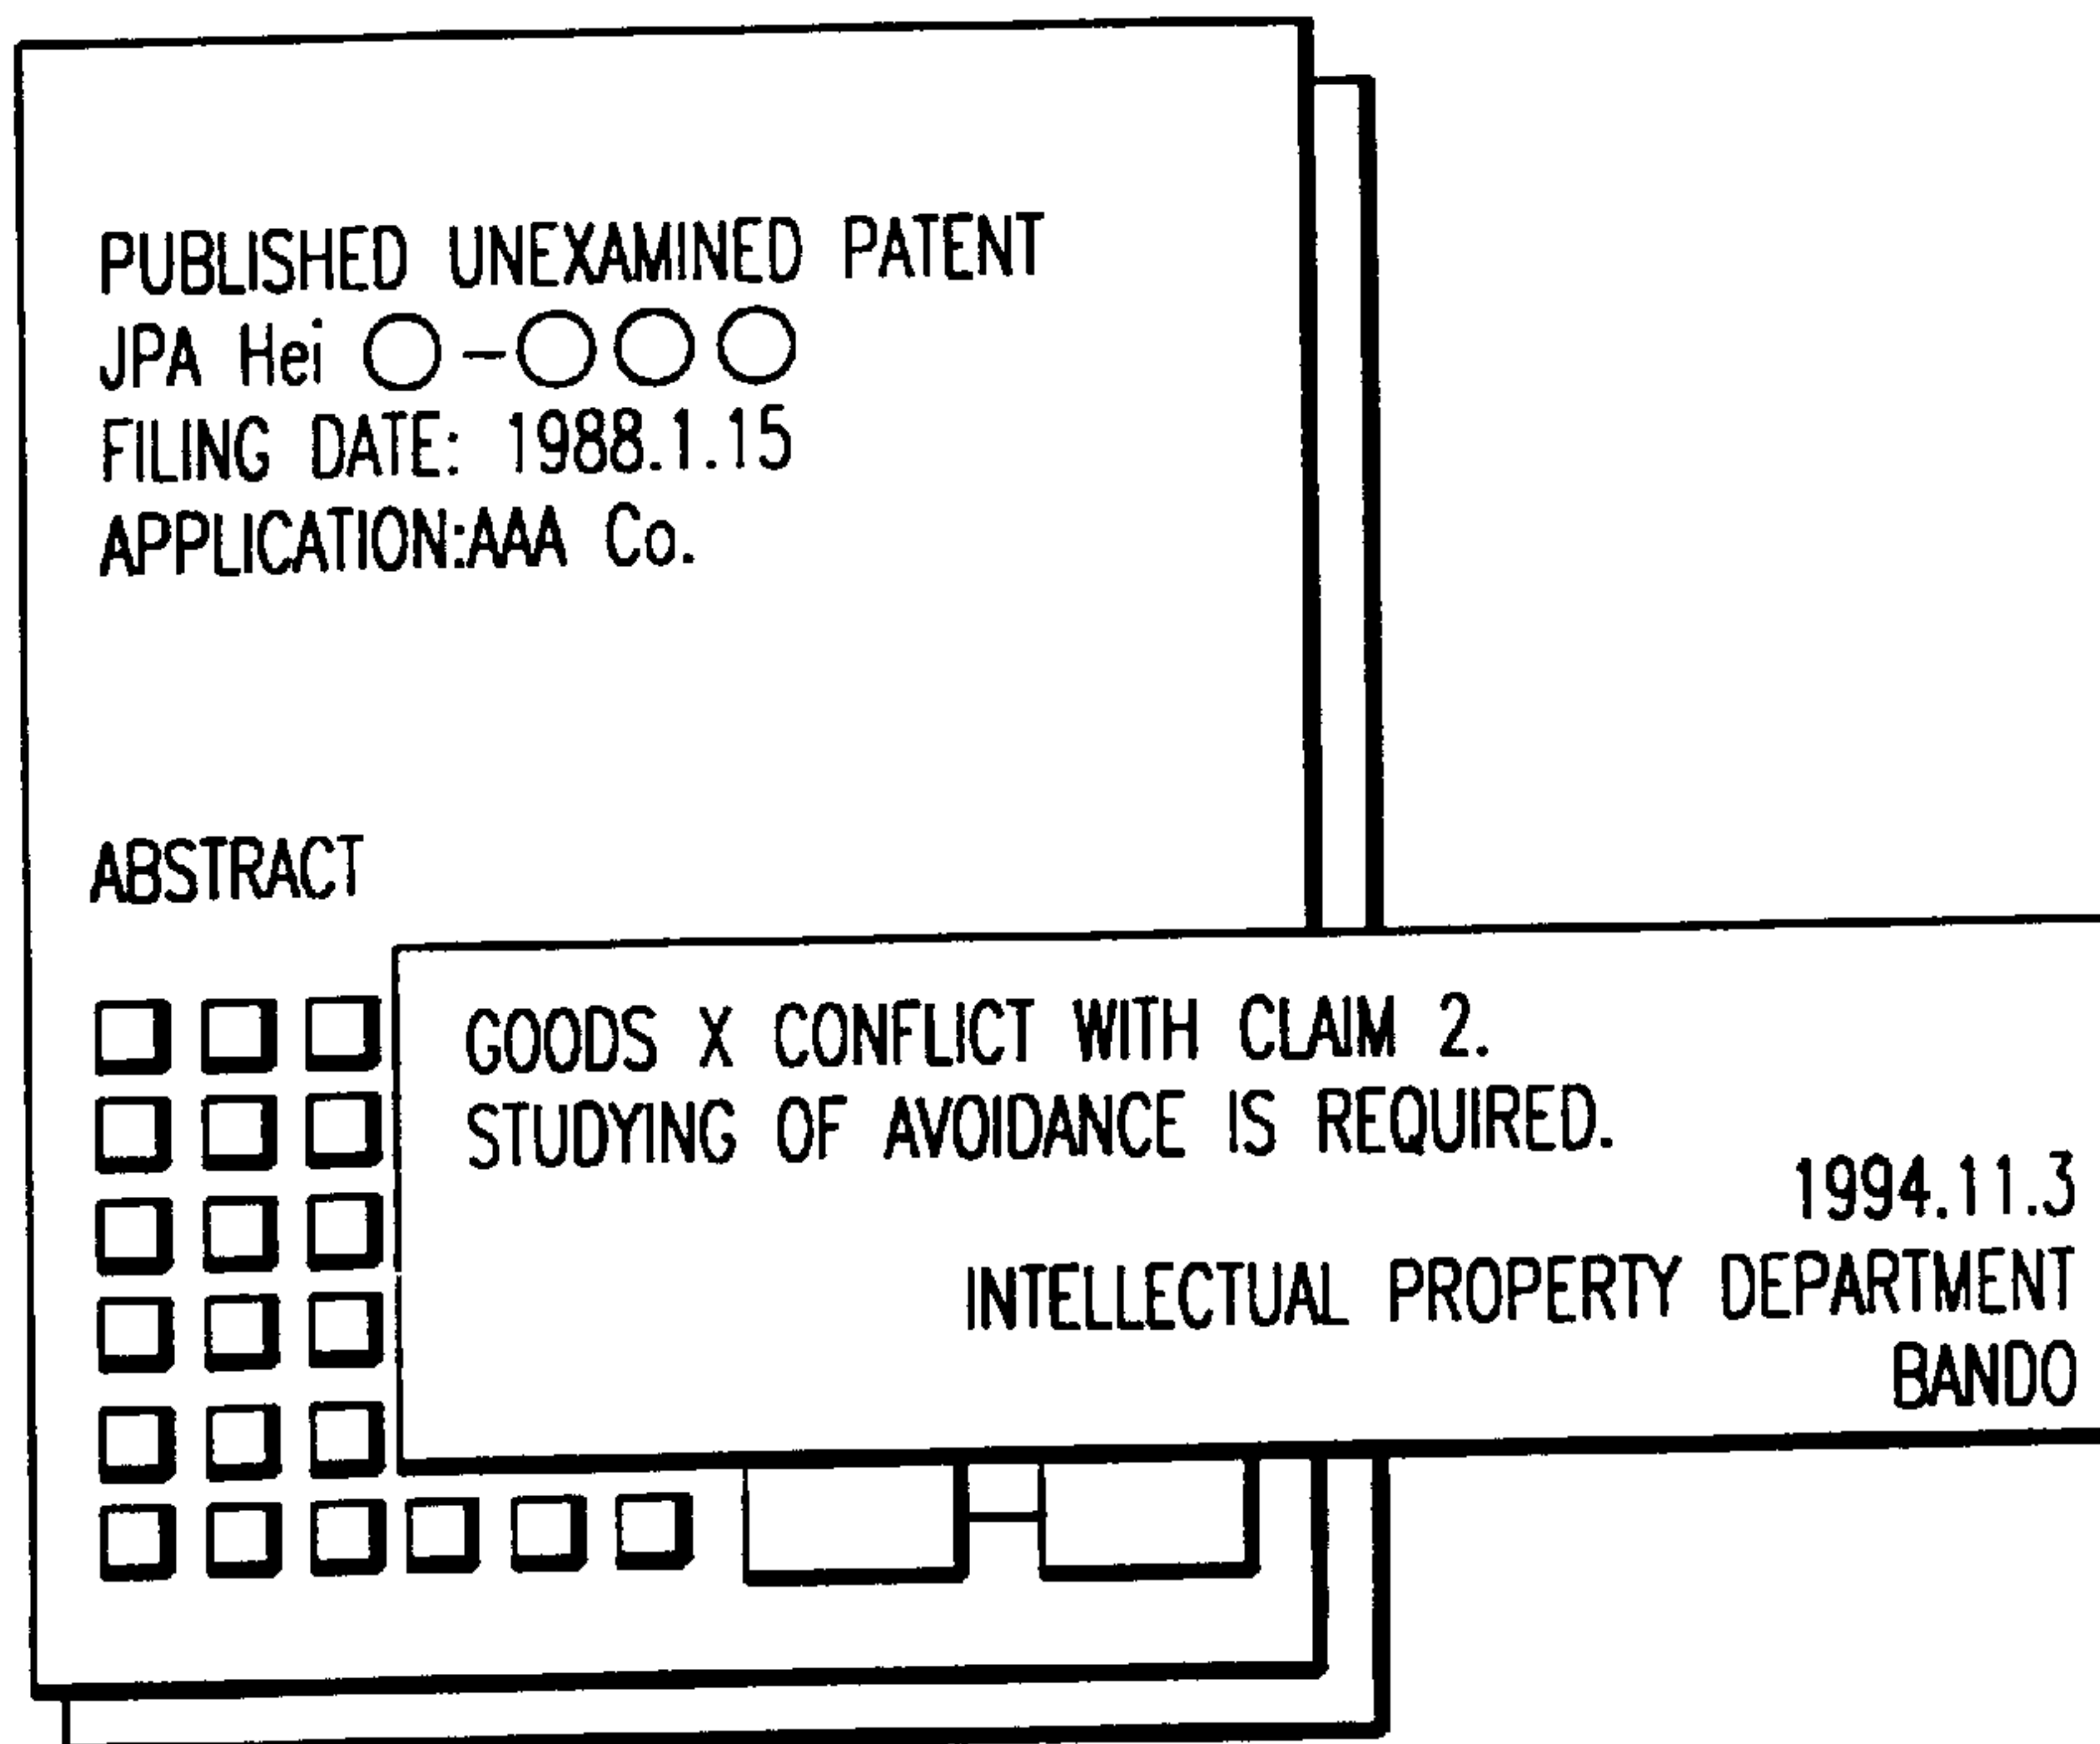 PUBLISHED UNEXAMINED PATENT
JPA Hei ○-○○○
FILING DATE: 1988.1.15
APPLICATION:AAA Co.
ABSTRACT
GOODS X CONFLICT WITH CLAIM 2.
STUDYING OF AVOIDANCE IS REQUIRED.
1994.11.3
INTELLECTUAL PROPERTY DEPARTMENT
BANDO